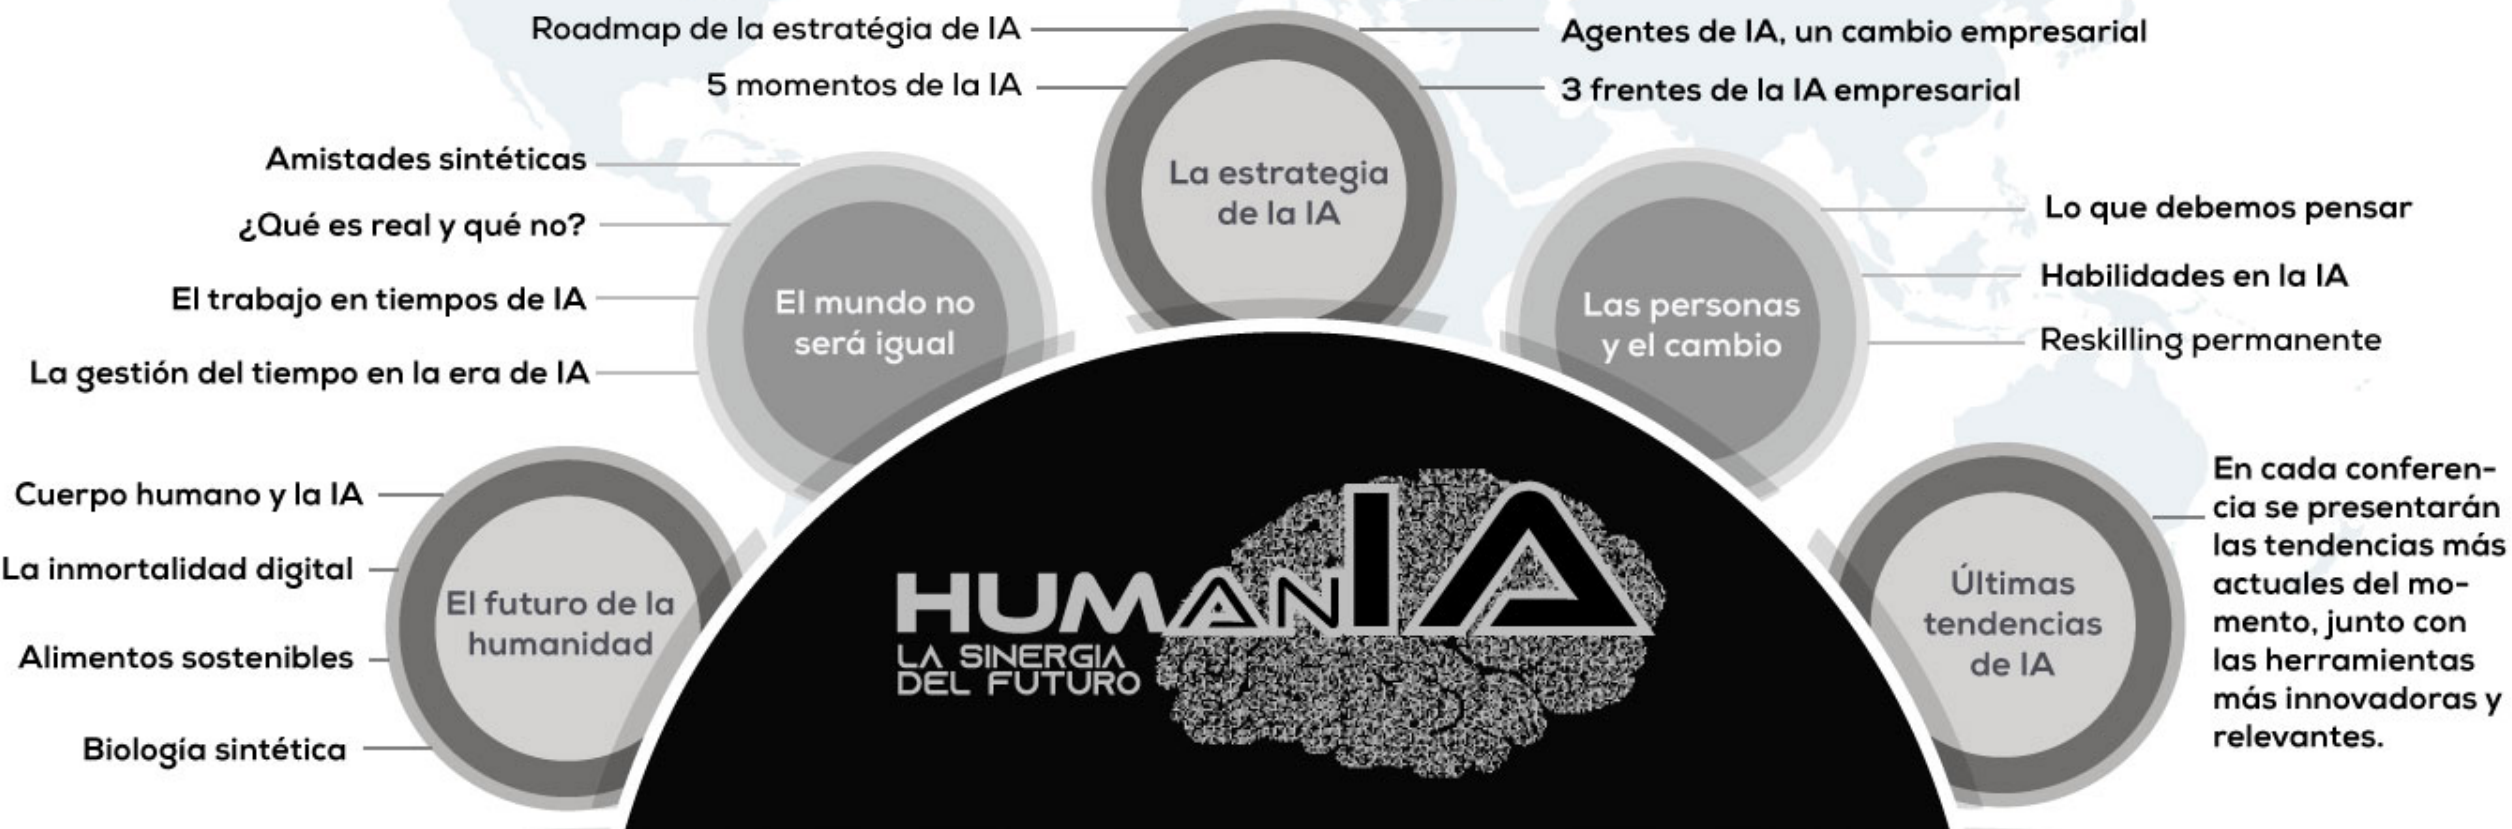 Roadmap de la estratégia de IA
5 momentos de la IA
Agentes de IA, un cambio empresarial
3 frentes de la IA empresarial
La estrategia
de la IA
Amistades sintéticas
¿Qué es real y qué no?
El trabajo en tiempos de IA
La gestión del tiempo en la era de IA
El mundo no
será igual
Las personas
y el cambio
Lo que debemos pensar
Habilidades en la IA
Reskilling permanente
Cuerpo humano y la IA
La inmortalidad digital
Alimentos sostenibles
Biología sintética
El futuro de la
humanidad
HUMANIA
LA SINERGIA
DEL FUTURO
Últimas
tendencias
de IA
En cada conferen-
cia se presentarán
las tendencias más
actuales del mo-
mento, junto con
las herramientas
más innovadoras y
relevantes.